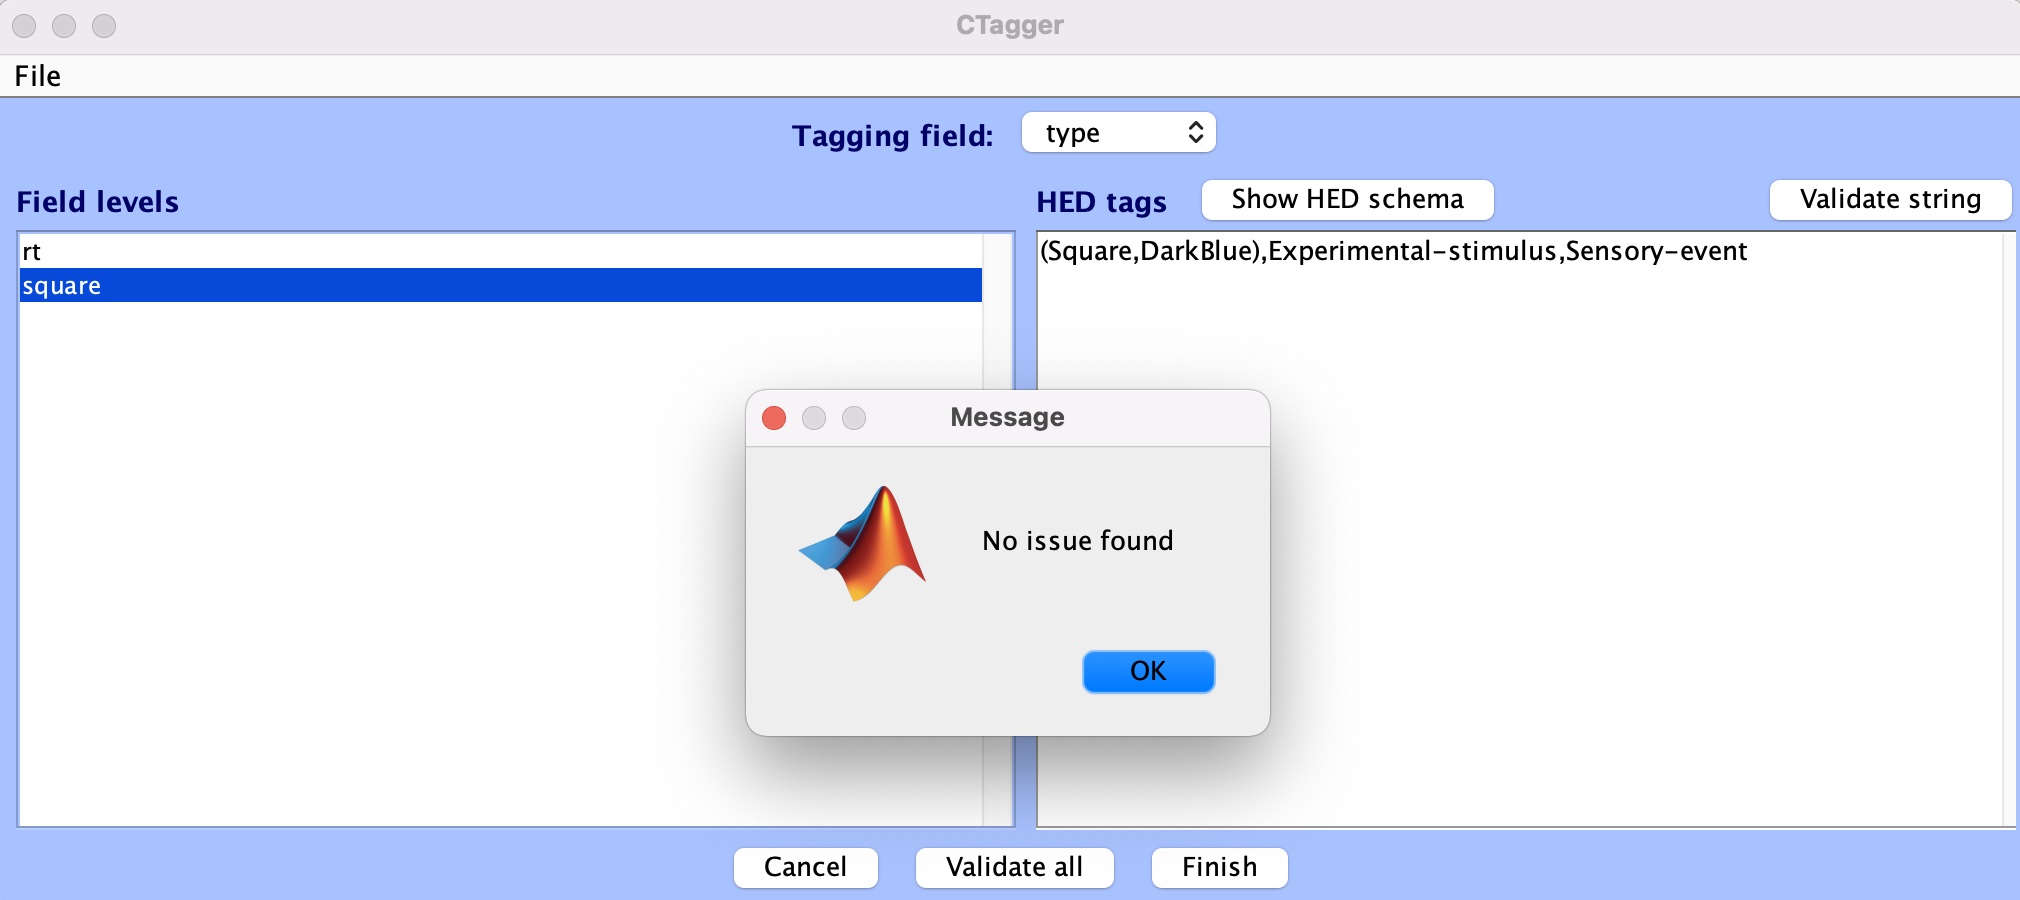 CTagger
File
Tagging field: type
Field levels
HED tags Show HED schema Validate string
rt
square
(Square,DarkBlue),Experimental-stimulus,Sensory-event
Message
No issue found
OK
Cancel Validate all Finish